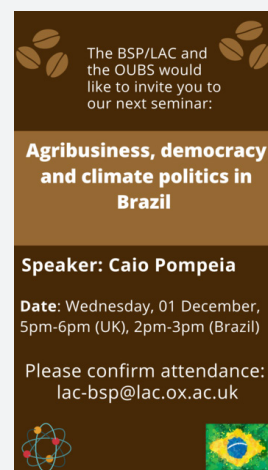 The BSP/LAC and
the OUBS would
like to invite you to
our next seminar:
Agribusiness, democracy
and climate politics in
Brazil
Speaker: Caio Pompeia
Date: Wednesday, 01 December,
5pm-6pm (UK), 2pm-3pm (Brazil)
Please confirm attendance:
lac-bsp@lac.ox.ac.uk